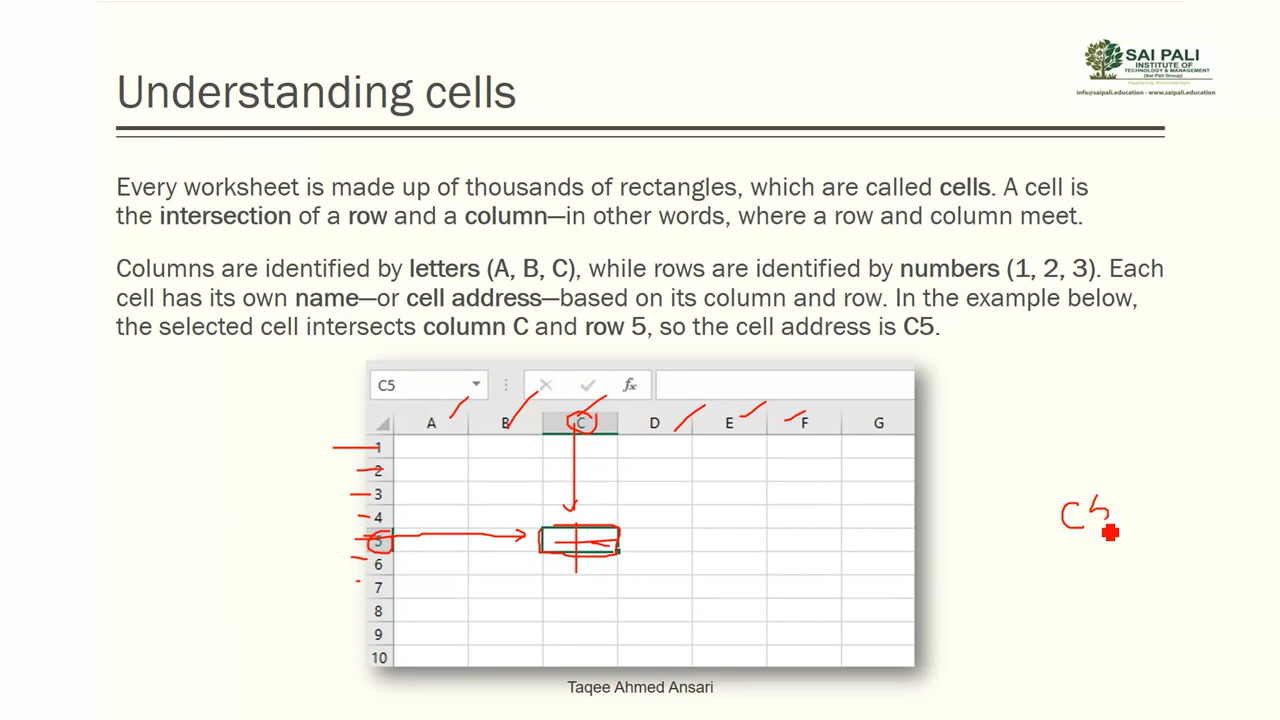 SAI PALI
INSTITUTE OF
TECHNOLOGY & MANAGEMENT
(Sai Pali Group)
info@saipali.education - www.saipali.education
Understanding cells
Every worksheet is made up of thousands of rectangles, which are called cells. A cell is
the intersection of a row and a column—in other words, where a row and column meet.
Columns are identified by letters (A, B, C), while rows are identified by numbers (1, 2, 3). Each
cell has its own name—or cell address—based on its column and row. In the example below,
the selected cell intersects column C and row 5, so the cell address is C5.
C5 fx
A B C D E F G
1
2
3
4
5
6
7
8
9
10
C5
Taqee Ahmed Ansari